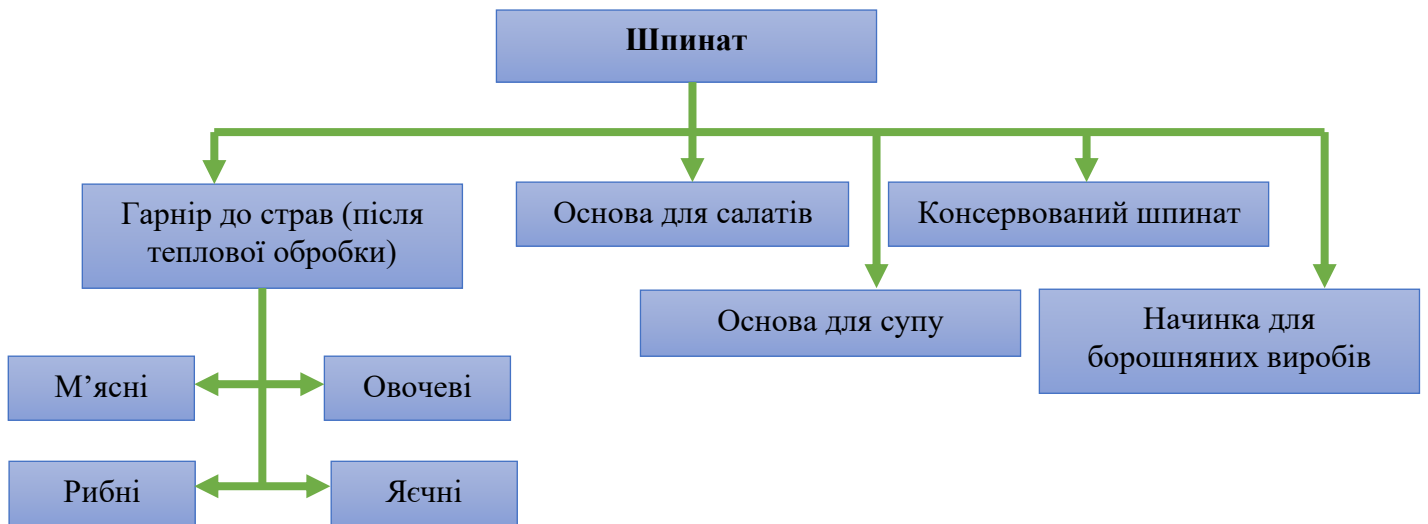 Шпинат
Гарнір до страв (після
теплової обробки)
Основа для салатів
Консервований шпинат
Основа для супу
Начинка для
борошняних виробів
М’ясні
Овочеві
Рибні
Яєчні